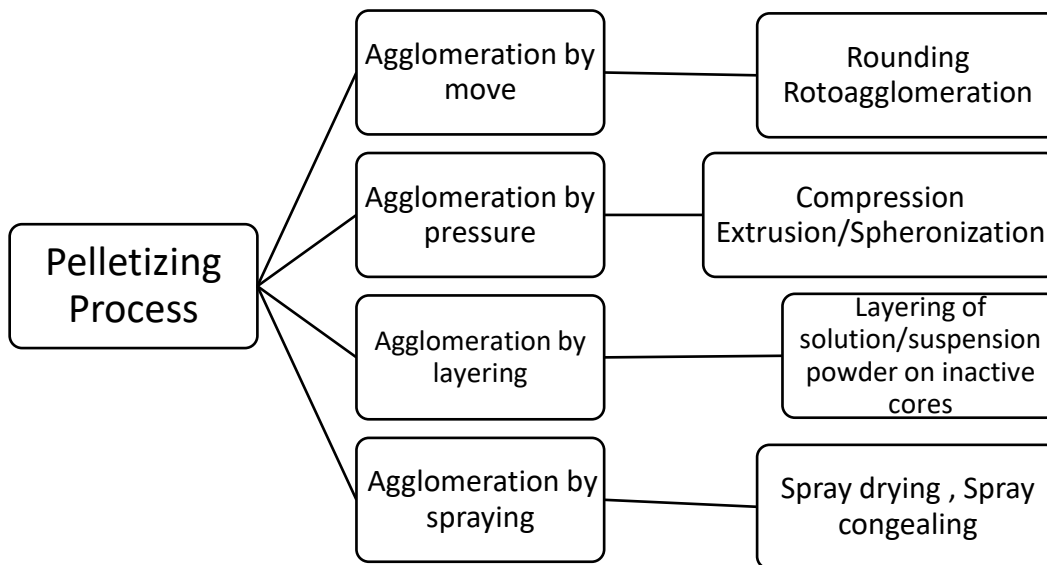 Pelletizing
Process
Agglomeration by
move
Rounding
Rotoagglomeration
Agglomeration by
pressure
Compression
Extrusion/Spheronization
Agglomeration by
layering
Layering of
solution/suspension
powder on inactive
cores
Agglomeration by
spraying
Spray drying , Spray
congealing